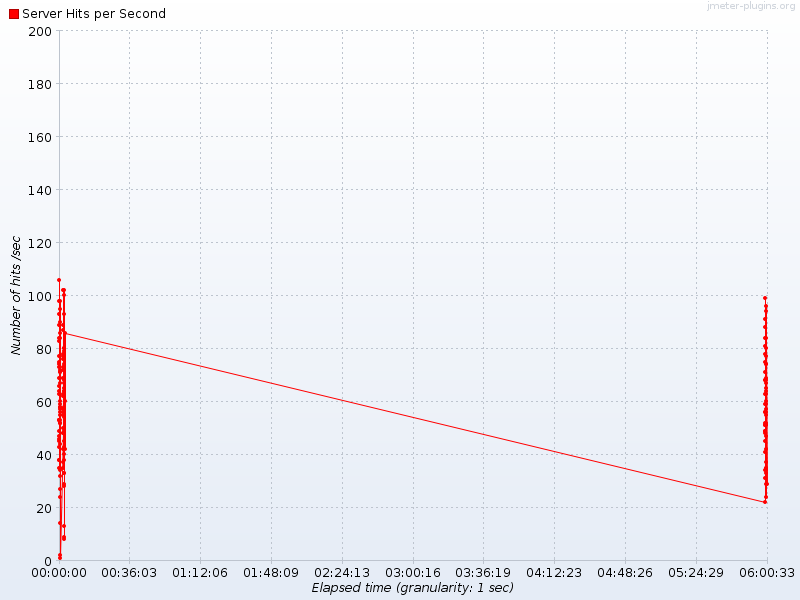 jmeter-plugins.org
Server Hits per Second
200
180
160
140
120
100
80
60
40
20
0
Number of hits /sec
00:00:00 00:36:03 01:12:06 01:48:09 02:24:13 03:00:16 03:36:19 04:12:23 04:48:26 05:24:29 06:00:33
Elapsed time (granularity: 1 sec)